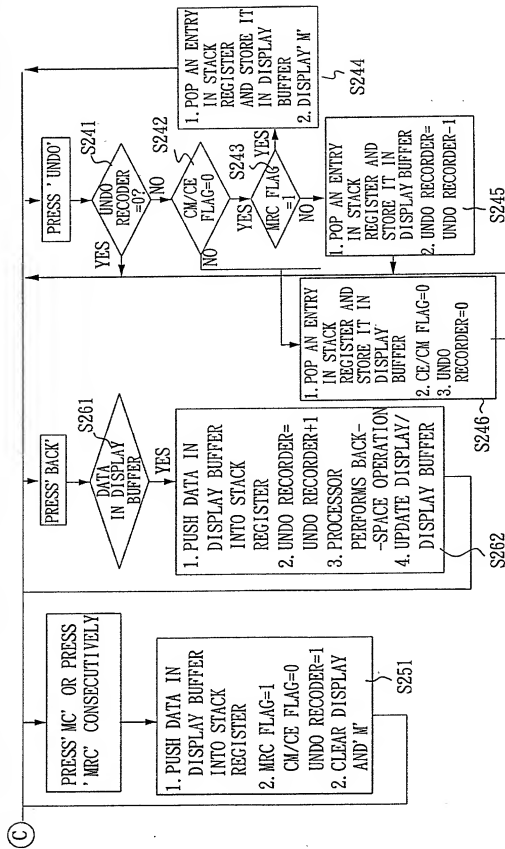 C
PRESS'MC' OR PRESS
'MRC' CONSECUTIVELY
1. PUSH DATA IN
DISPLAY BUFFER
INTO STACK
REGISTER
2. MRC FLAG=1
CM/CE FLAG=0
UNDO RECODER=1
2. CLEAR DISPLAY
AND'M'
S251
PRESS' BACK'
S261
DATA
IN DISPLAY
BUFFER
YES
1. PUSH DATA IN
DISPLAY BUFFER
INTO STACK
REGISTER
2. UNDO RECORDER=
UNDO RECORDER+1
3. PROCESSOR
PERFORMS BACK-
-SPACE OPERATION
4. UPDATE DISPLAY/
DISPLAY BUFFER
S262
PRESS 'UNDO'
S241
UNDO
RECODER
=0?
YES
NO
S242
CM/CE
FLAG=0
YES
NO
S243
MRC FLAG
=1
YES
NO
1. POP AN ENTRY
IN STACK
REGISTER
AND STORE IT
IN DISPLAY
BUFFER
2. DISPLAY'M'
S244
1. POP AN ENTRY
IN STACK
REGISTER AND
STORE IT IN
DISPLAY BUFFER
2. UNDO RECORDER=
UNDO RECORDER-1
S245
1. POP AN ENTRY
IN STACK
REGISTER AND
STORE IT IN
DISPLAY
BUFFER
2. CE/CM FLAG=0
3. UNDO
RECORDER=0
S246